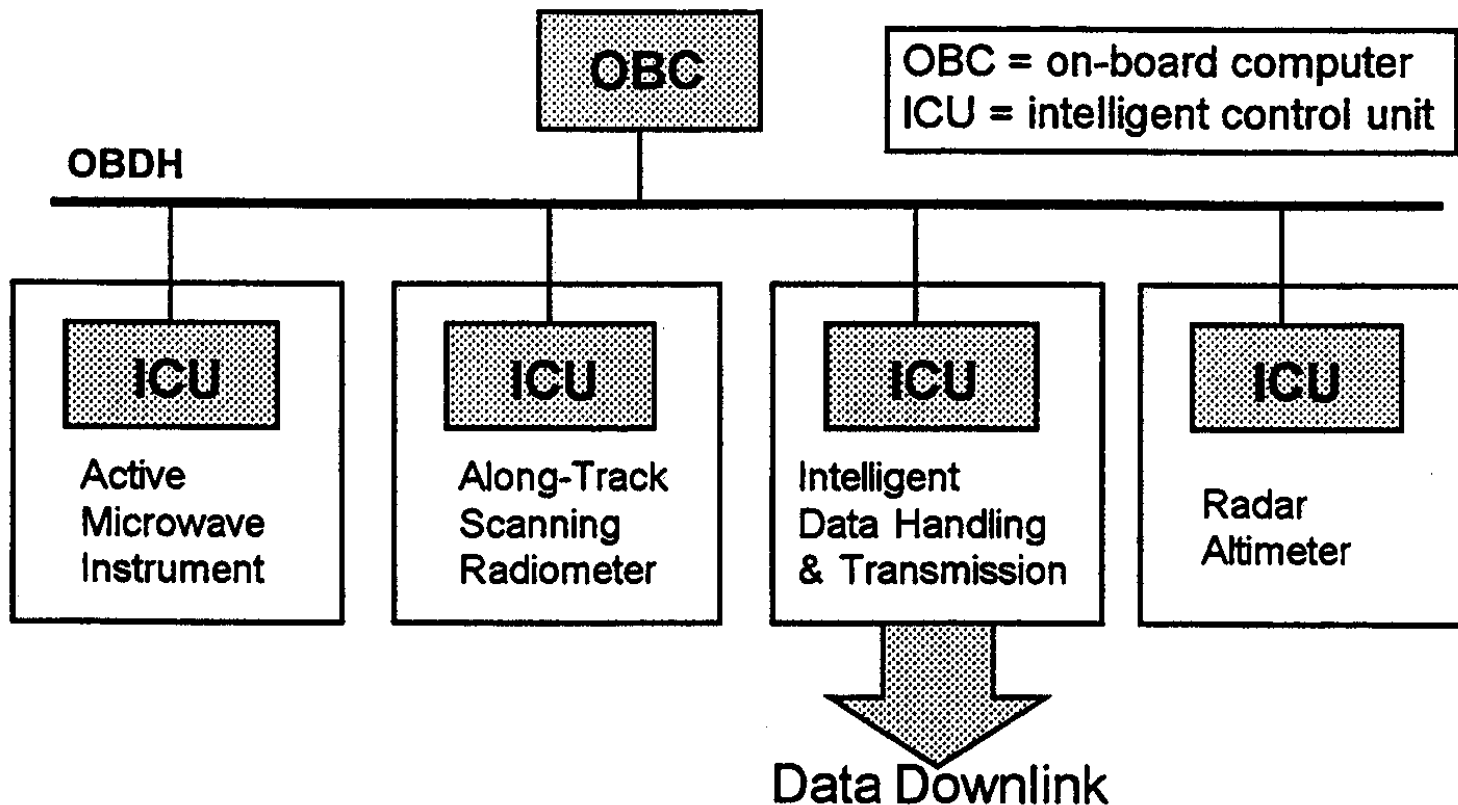 OBC
OBC = on-board computer
ICU = intelligent control unit
OBDH
ICU
Active
Microwave
Instrument
ICU
Along-Track
Scanning
Radiometer
ICU
Intelligent
Data Handling
& Transmission
ICU
Radar
Altimeter
Data Downlink